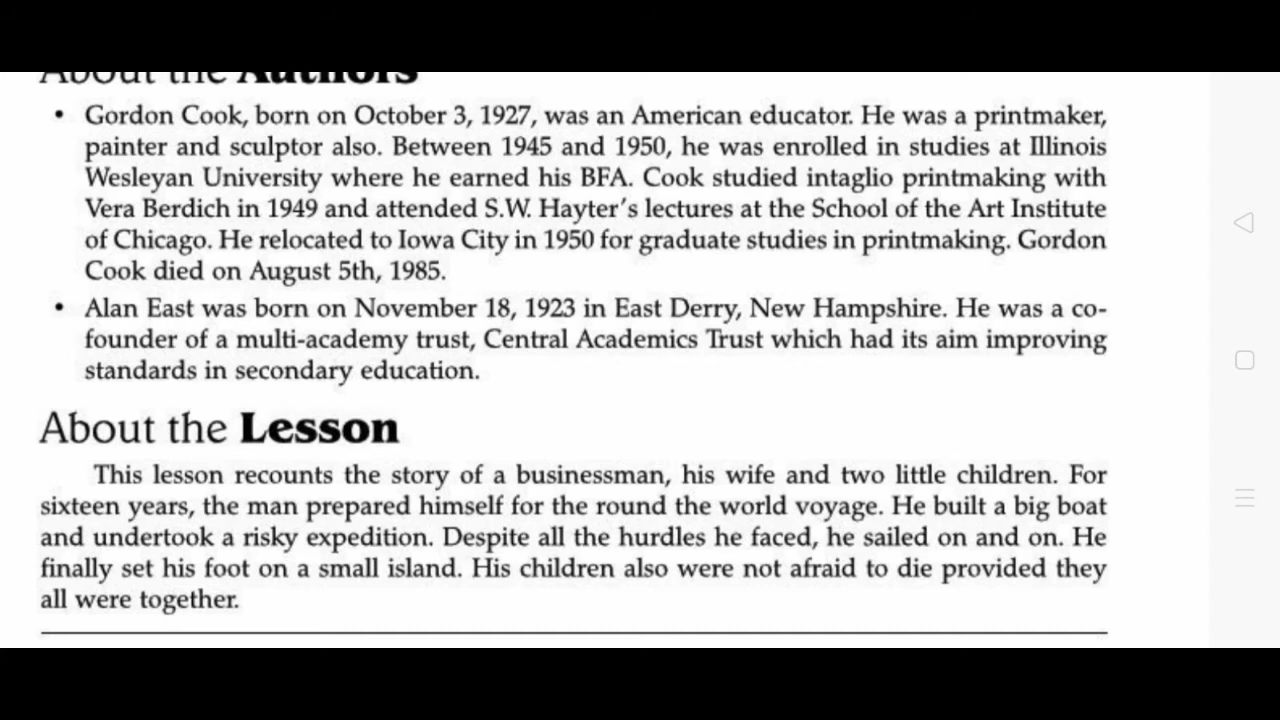 About the Authors
• Gordon Cook, born on October 3, 1927, was an American educator. He was a printmaker,
painter and sculptor also. Between 1945 and 1950, he was enrolled in studies at Illinois
Wesleyan University where he earned his BFA. Cook studied intaglio printmaking with
Vera Berdich in 1949 and attended S.W. Hayter's lectures at the School of the Art Institute
of Chicago. He relocated to Iowa City in 1950 for graduate studies in printmaking. Gordon
Cook died on August 5th, 1985.
• Alan East was born on November 18, 1923 in East Derry, New Hampshire. He was a co-
founder of a multi-academy trust, Central Academics Trust which had its aim improving
standards in secondary education.
About the Lesson
This lesson recounts the story of a businessman, his wife and two little children. For
sixteen years, the man prepared himself for the round the world voyage. He built a big boat
and undertook a risky expedition. Despite all the hurdles he faced, he sailed on and on. He
finally set his foot on a small island. His children also were not afraid to die provided they
all were together.